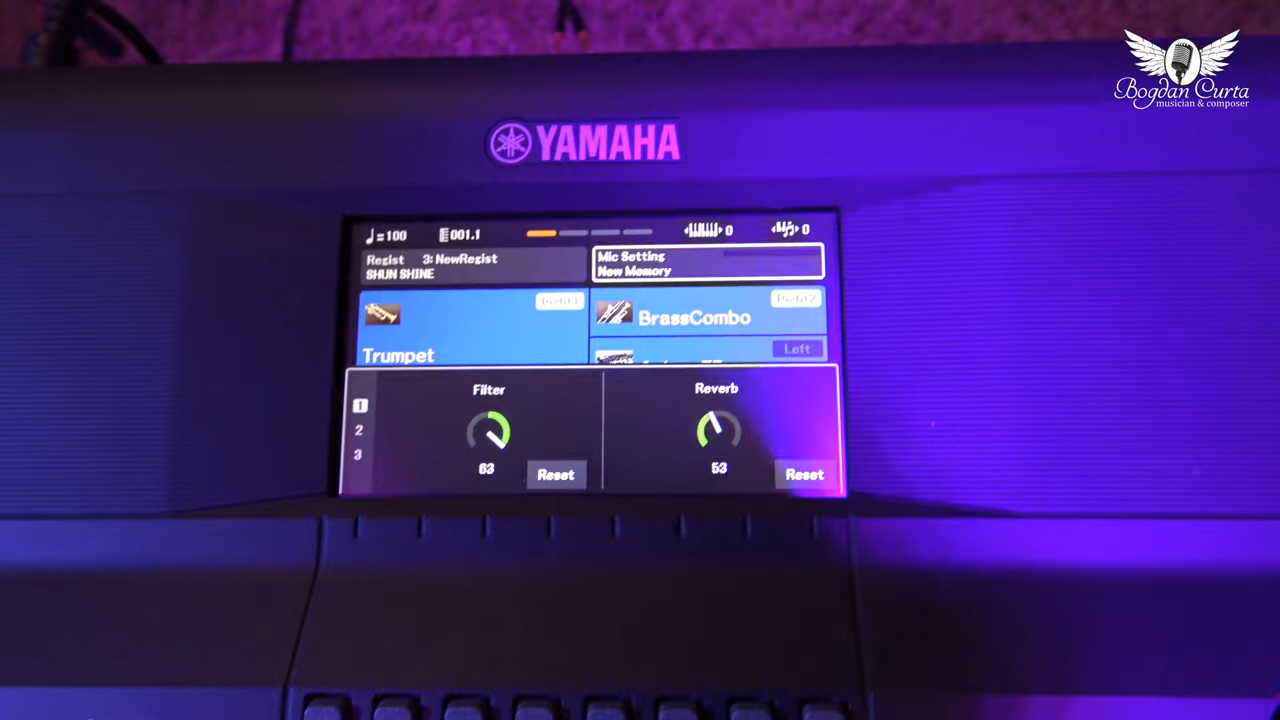 Bogdan Curta
musician & composer
YAMAHA
♩=100
001.1
0
0
Regist 3: NewRegist
SHUN SHINE
Mic Setting
New Memory
Right1
Trumpet
Right2
BrassCombo
Left
1
2
3
Filter
63
Reset
Reverb
53
Reset